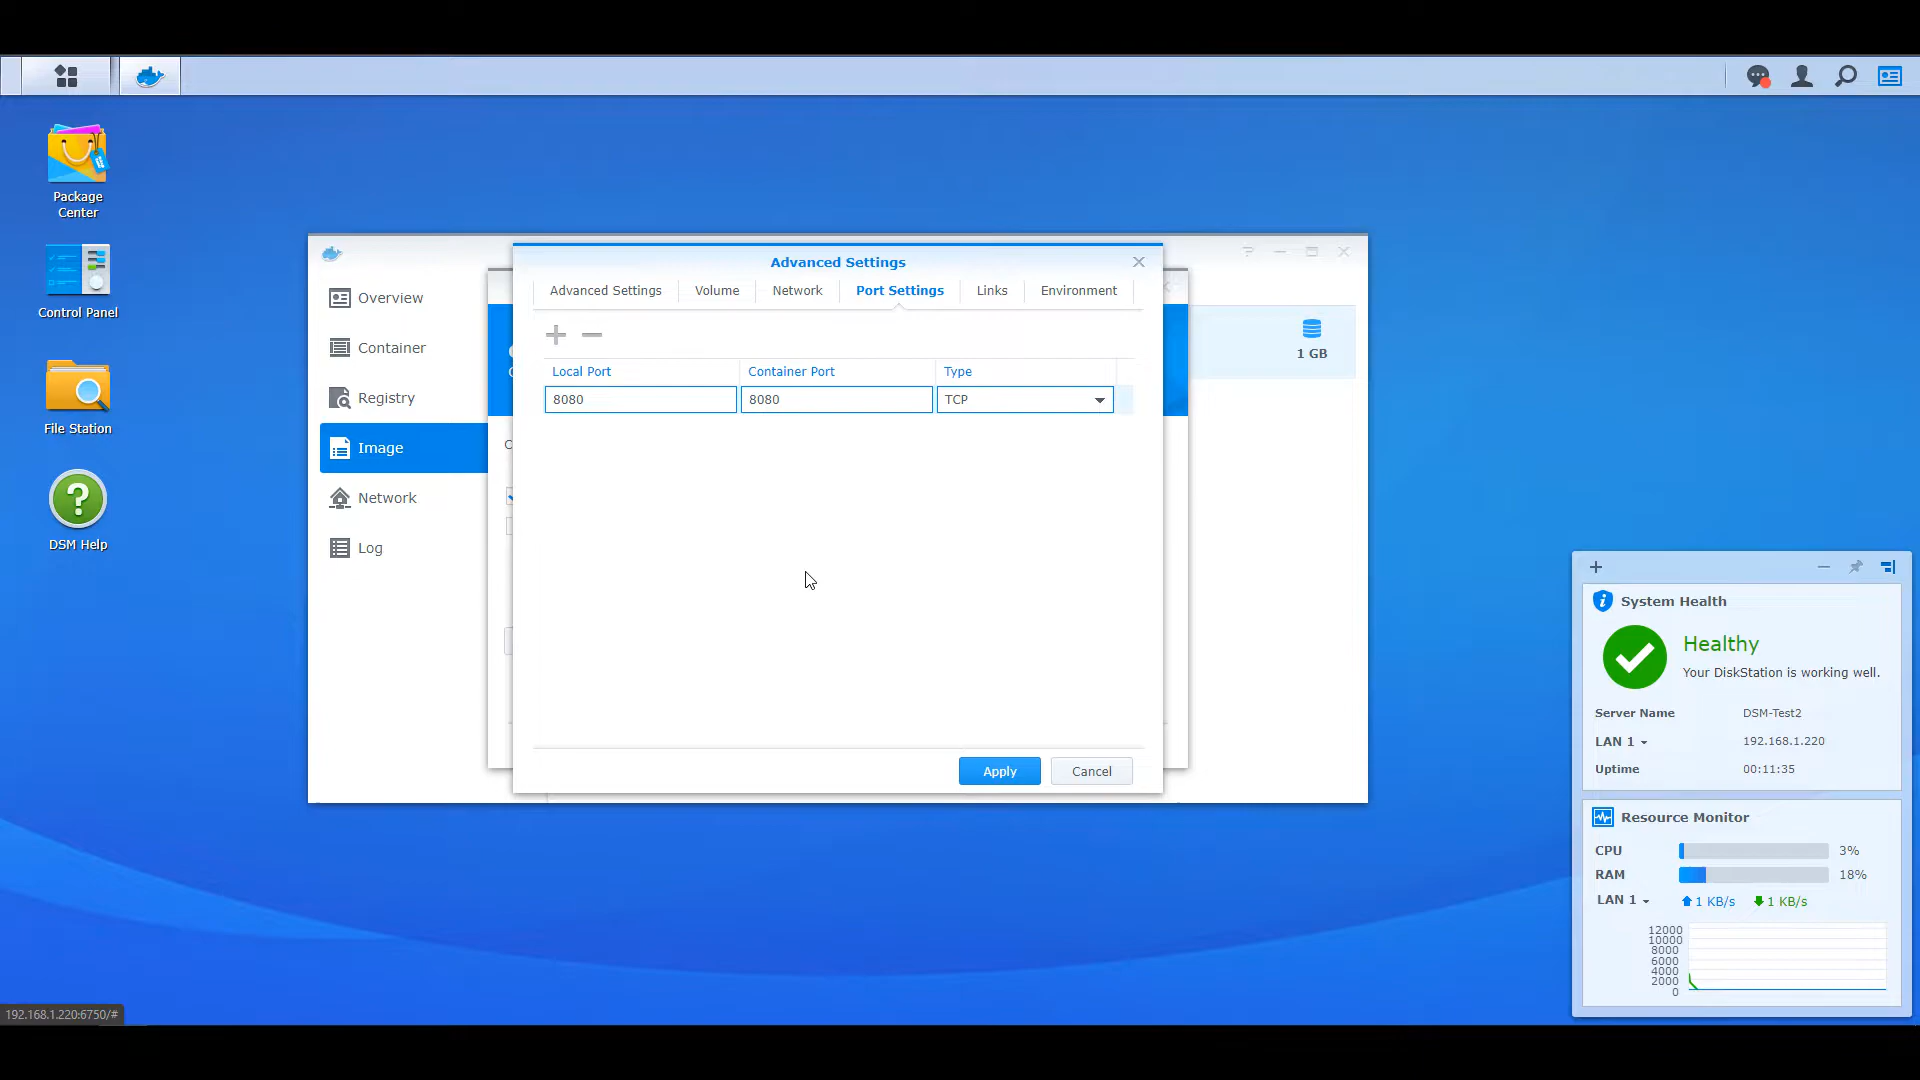 Package
Center
Control Panel
File Station
DSM Help
Overview
Container
Registry
Image
Network
Log
1 GB
Advanced Settings
Advanced Settings
Volume
Network
Port Settings
Links
Environment
Local Port
Container Port
Type
8080
8080
TCP
Apply
Cancel
System Health
Healthy
Your DiskStation is working well.
Server Name
DSM-Test2
LAN 1
192.168.1.220
Uptime
00:11:35
Resource Monitor
CPU
3%
RAM
18%
LAN 1
1 KB/s
1 KB/s
12000
10000
8000
6000
4000
2000
0
192.168.1.220:6750/#